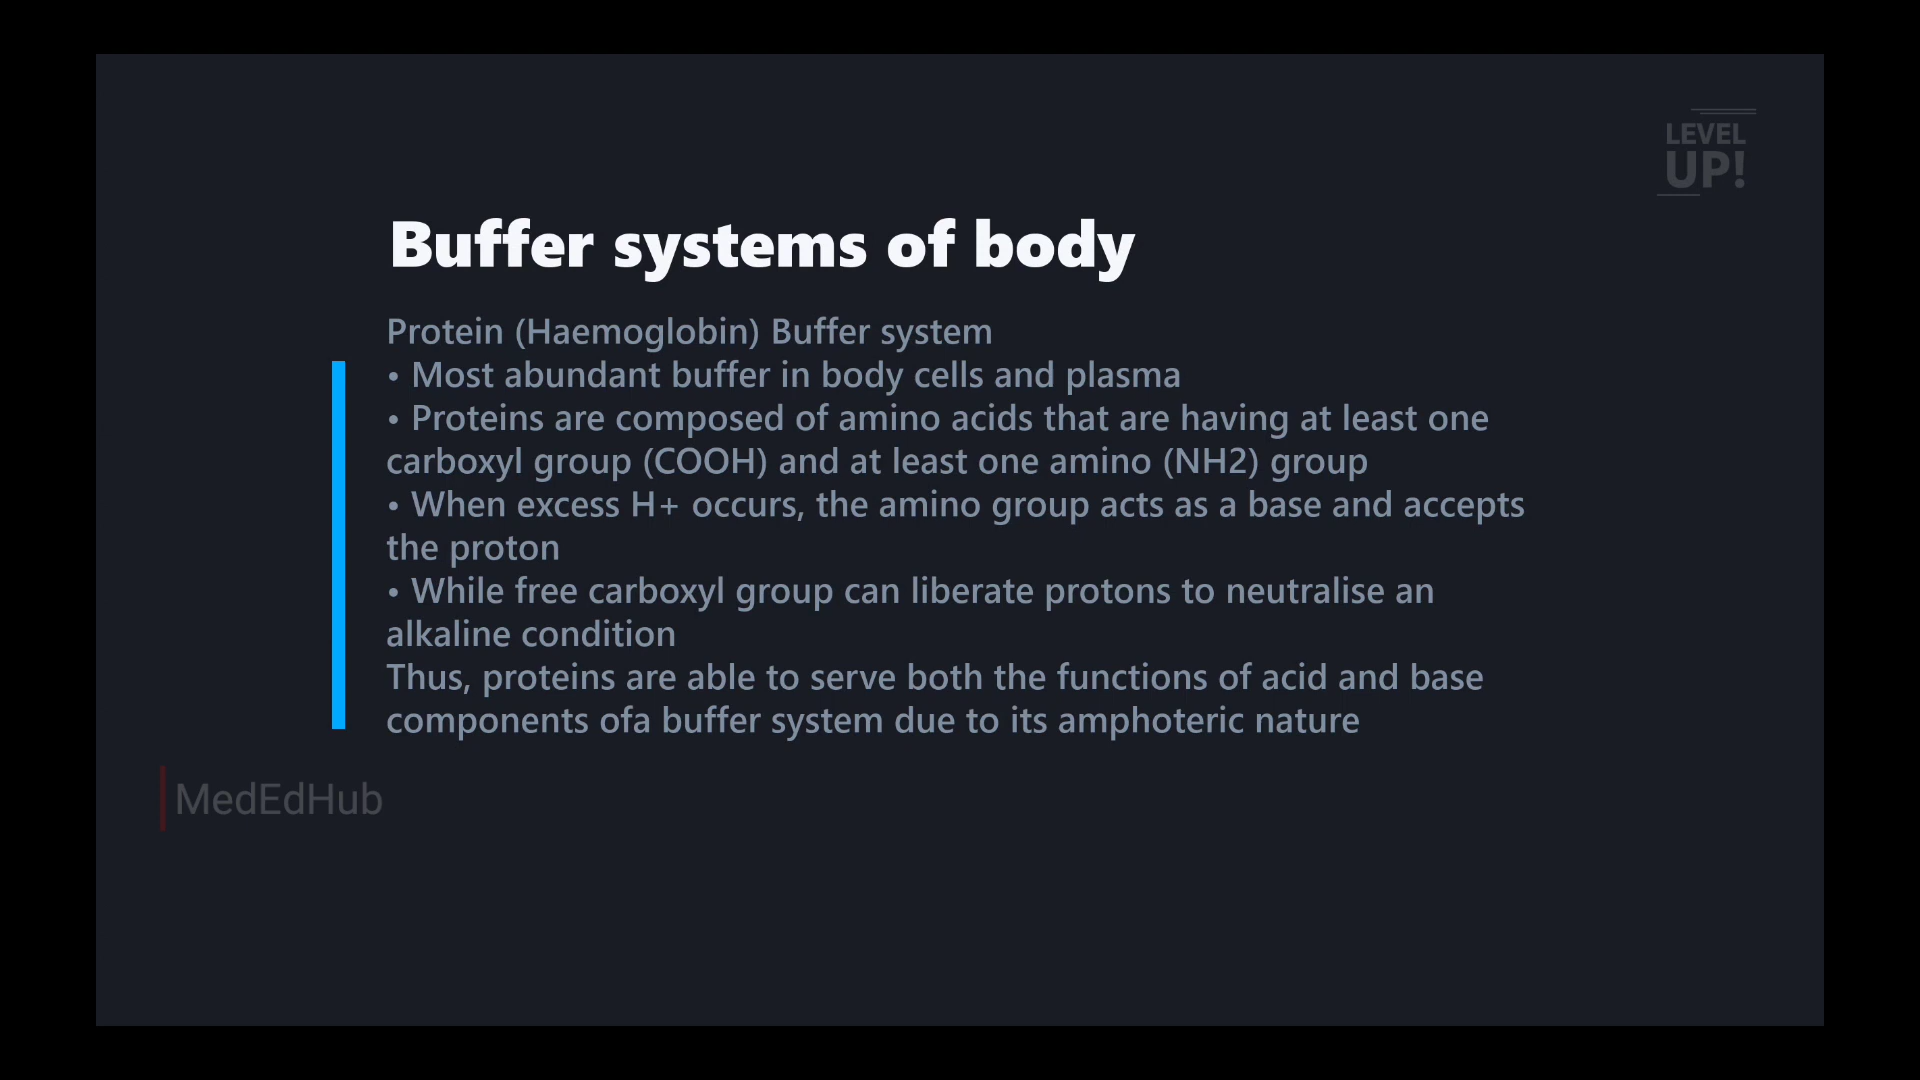 LEVEL
UP!
Buffer systems of body
Protein (Haemoglobin) Buffer system
• Most abundant buffer in body cells and plasma
• Proteins are composed of amino acids that are having at least one
carboxyl group (COOH) and at least one amino (NH2) group
• When excess H+ occurs, the amino group acts as a base and accepts
the proton
• While free carboxyl group can liberate protons to neutralise an
alkaline condition
Thus, proteins are able to serve both the functions of acid and base
components ofa buffer system due to its amphoteric nature
MedEdHub